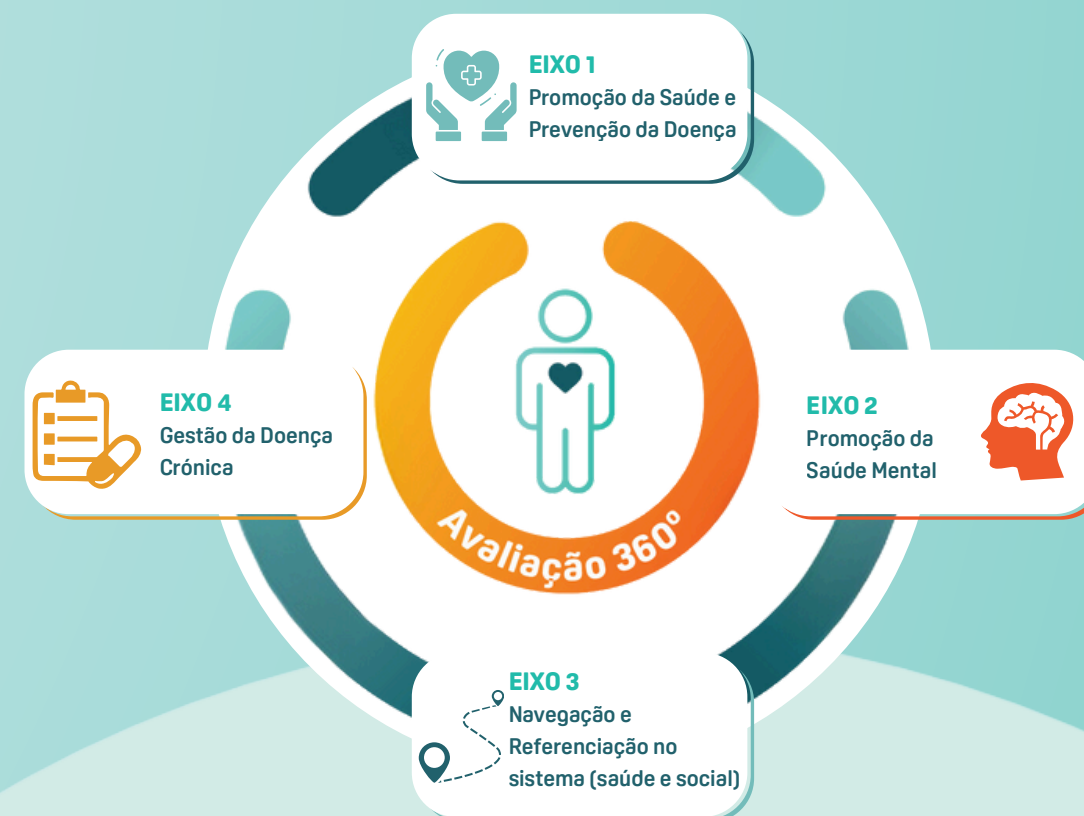 EIXO 1
Promoção da Saúde e
Prevenção da Doença
EIXO 4
Gestão da Doença
Crónica
EIXO 2
Promoção da
Saúde Mental
Avaliação 360º
EIXO 3
Navegação e
Referenciação no
sistema (saúde e social)